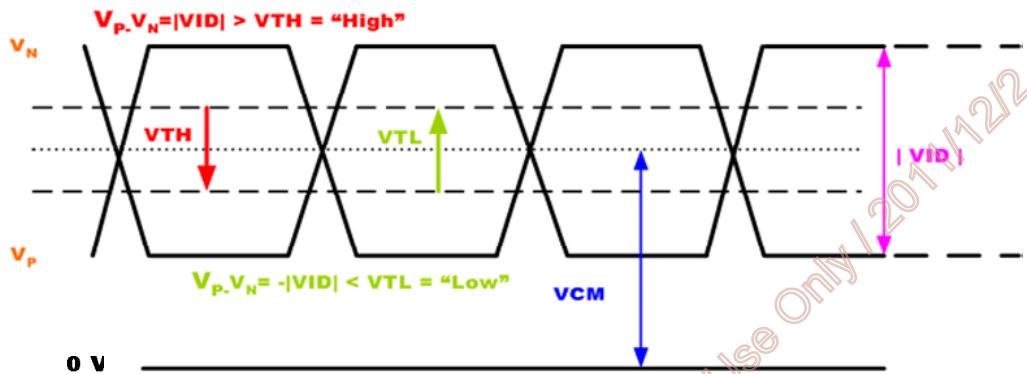 VP-VN=|VID| > VTH = “High”
VN
VTH
VTL
| VID |
VP
VP-VN= -|VID| < VTL = “Low”
VCM
0 V
Use Only / 2011/12/2